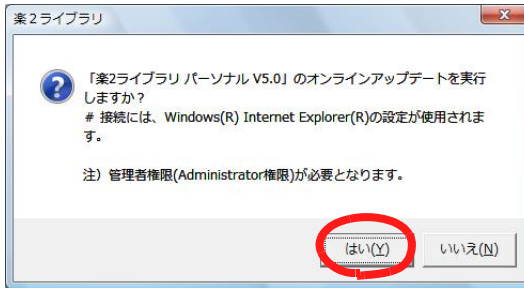 楽2ライブラリ
「楽2ライブラリ パーソナル V5.0」のオンラインアップデートを実行
しますか？
# 接続には、Windows(R) Internet Explorer(R)の設定が使用されま
す。
注）管理者権限(Administrator権限)が必要となります。
はい(Y)
いいえ(N)